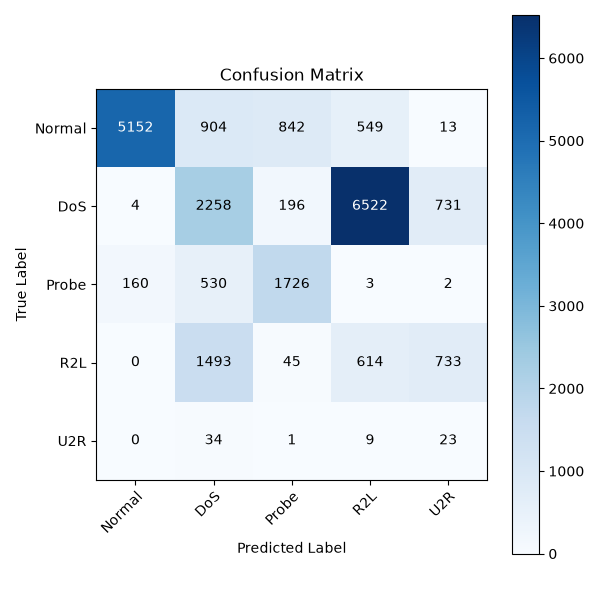 Confusion Matrix
Normal 5152 904 842 549 13
DoS 4 2258 196 6522 731
Probe 160 530 1726 3 2
R2L 0 1493 45 614 733
U2R 0 34 1 9 23
Normal DoS Probe R2L U2R
Predicted Label
True Label
6000
5000
4000
3000
2000
1000
0